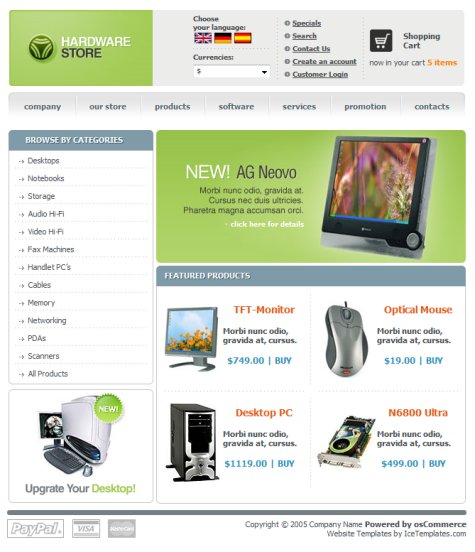 HARDWARE
STORE
Choose
your language:
Currencies:
$
Specials
Search
Contact Us
Create an account
Customer Login
Shopping
Cart
now in your cart 5 items
company
our store
products
software
services
promotion
contacts
BROWSE BY CATEGORIES
Desktops
Notebooks
Storage
Audio Hi-Fi
Video Hi-Fi
Fax Machines
Handlet PC's
Cables
Memory
Networking
PDAs
Scanners
All Products
NEW! AG Neovo
Morbi nunc odio, gravida at.
Cursus nec duis ultricies.
Pharetra magna accumsan orci.
click here for details
FEATURED PRODUCTS
TFT-Monitor
Morbi nunc odio,
gravida at, cursus.
$749.00 | BUY
Optical Mouse
Morbi nunc odio,
gravida at, cursus.
$19.00 | BUY
Desktop PC
Morbi nunc odio,
gravida at, cursus.
$1119.00 | BUY
N6800 Ultra
Morbi nunc odio,
gravida at, cursus.
$499.00 | BUY
NEW!
Upgrate Your Desktop!
PayPal
VISA
MasterCard
Copyright © 2005 Company Name Powered by osCommerce
Website Templates by IceTemplates.com